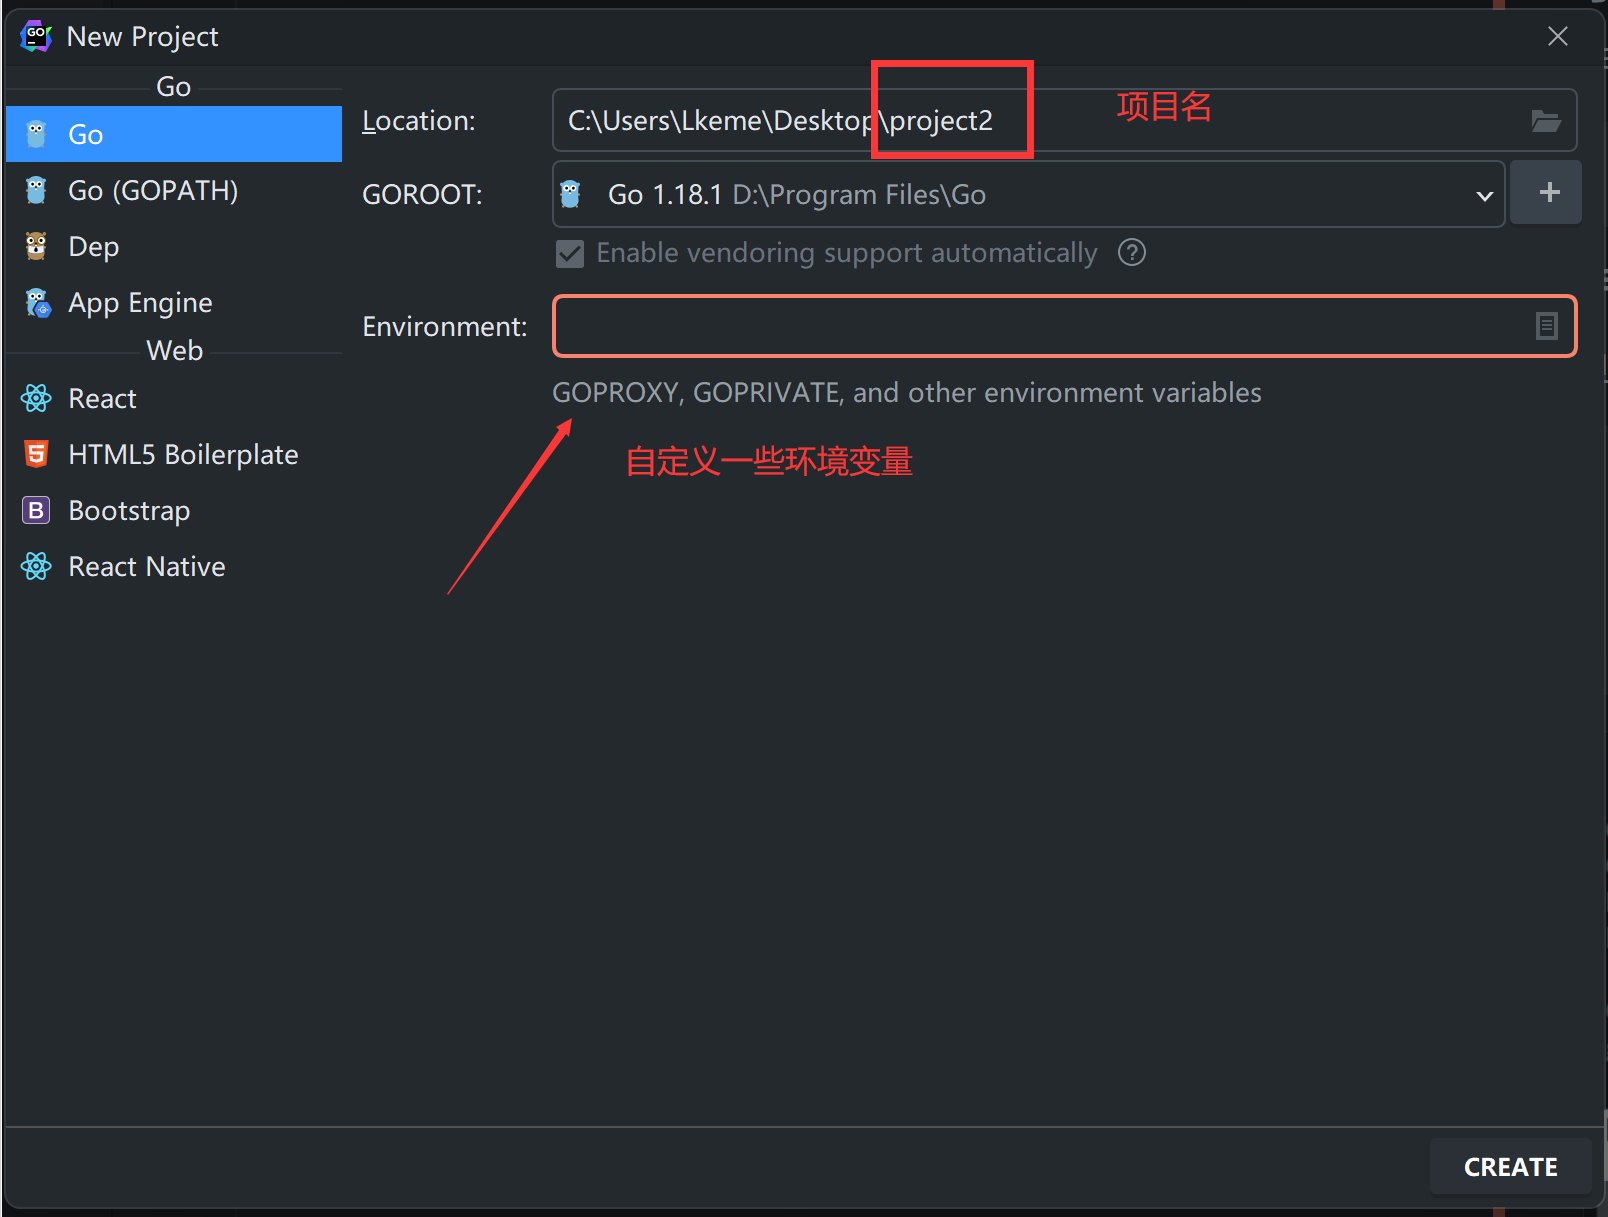 New Project
Go
Go
Go (GOPATH)
Dep
App Engine
Web
React
HTML5 Boilerplate
Bootstrap
React Native
Location: C:\Users\Lkeme\Desktop\project2
项目名
GOROOT: Go 1.18.1 D:\Program Files\Go
Enable vendoring support automatically
Environment:
GOPROXY, GOPRIVATE, and other environment variables
自定义一些环境变量
CREATE